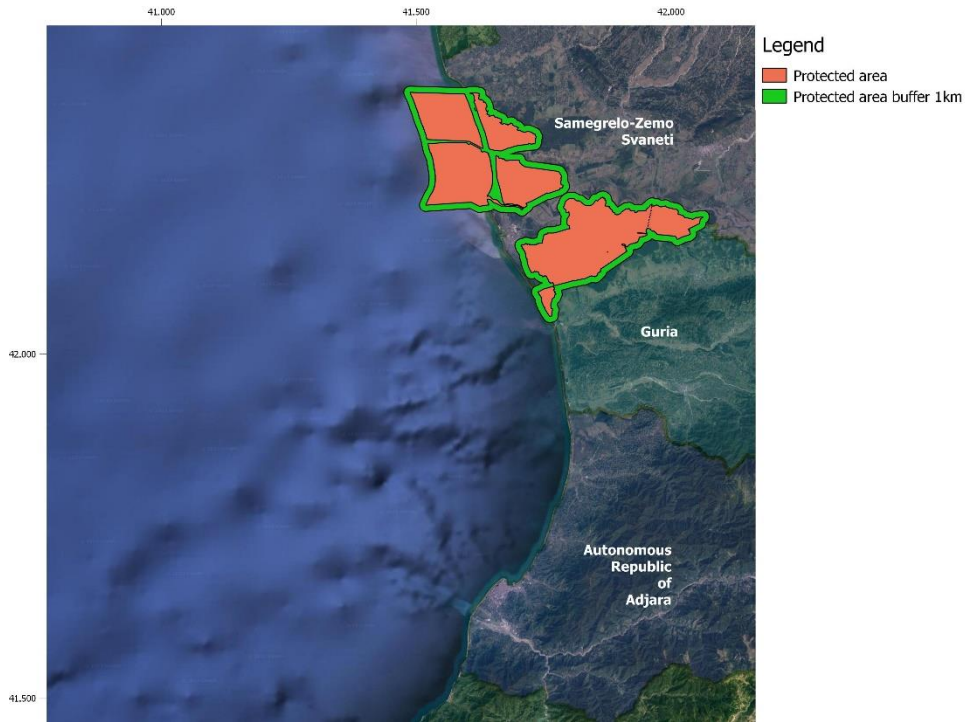 41.000
41.500
42.000
Legend
Protected area
Protected area buffer 1km
Samegrelo-Zemo
Svaneti
Guria
42.000
Autonomous
Republic
of
Adjara
41.500